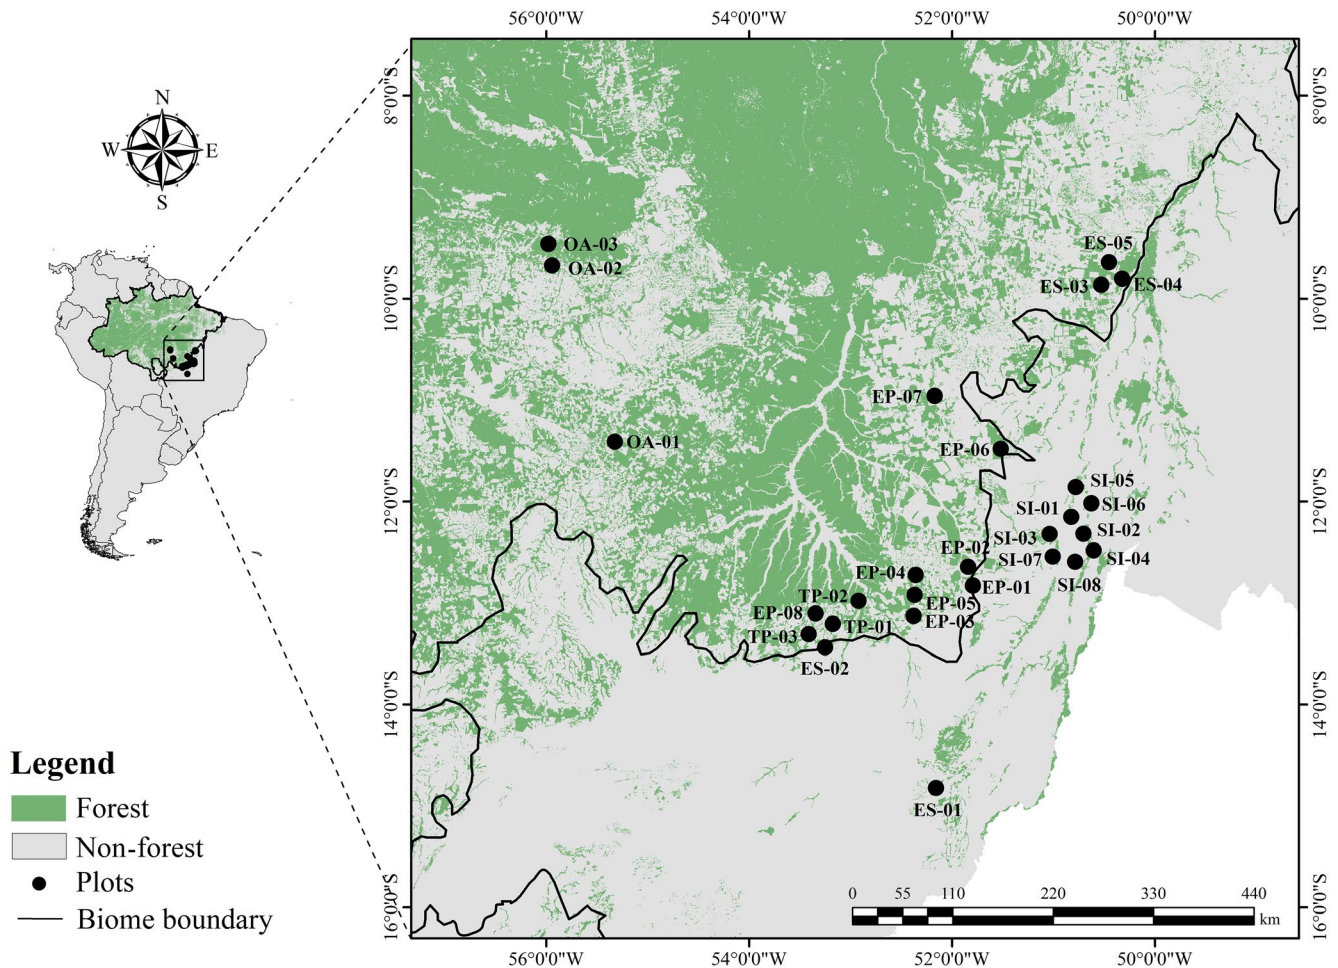 56°0'0"W 54°0'0"W 52°0'0"W 50°0'0"W
8°0'0"S
8°0'0"S
N
W E
S
ES-05
OA-03
OA-02
ES-03 ES-04
10°0'0"S
10°0'0"S
EP-07
OA-01
EP-06
SI-05
12°0'0"S
12°0'0"S
SI-01 SI-06
SI-03 SI-02
EP-02 SI-07 SI-04
EP-04 EP-01 SI-08
TP-02 EP-05
EP-08 EP-03
TP-03 TP-01
ES-02
14°0'0"S
14°0'0"S
Legend
Forest
Non-forest
Plots
Biome boundary
ES-01
0 55 110 220 330 440
km
16°0'0"S
16°0'0"S
56°0'0"W 54°0'0"W 52°0'0"W 50°0'0"W